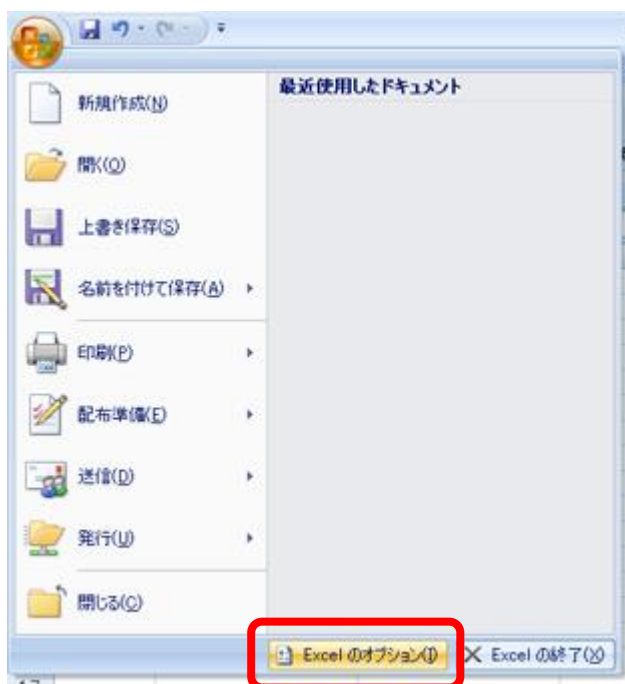 最近使用したドキュメント
新規作成(N)
開く(O)
上書き保存(S)
名前を付けて保存(A)
印刷(P)
配布準備(E)
送信(D)
発行(U)
閉じる(C)
Excel のオプション(I) Excel の終了(X)
17